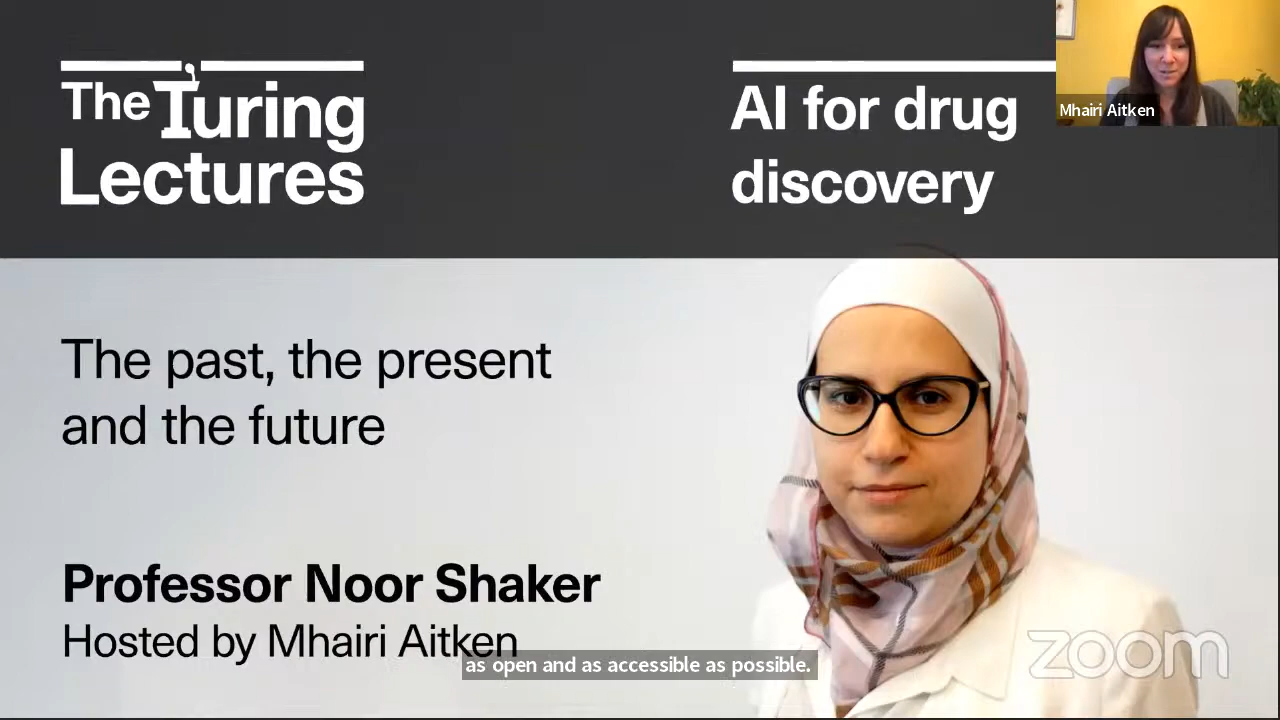 The Turing
Lectures
AI for drug
discovery
Mhairi Aitken
The past, the present
and the future
Professor Noor Shaker
Hosted by Mhairi Aitken
as open and as accessible as possible.
zoom